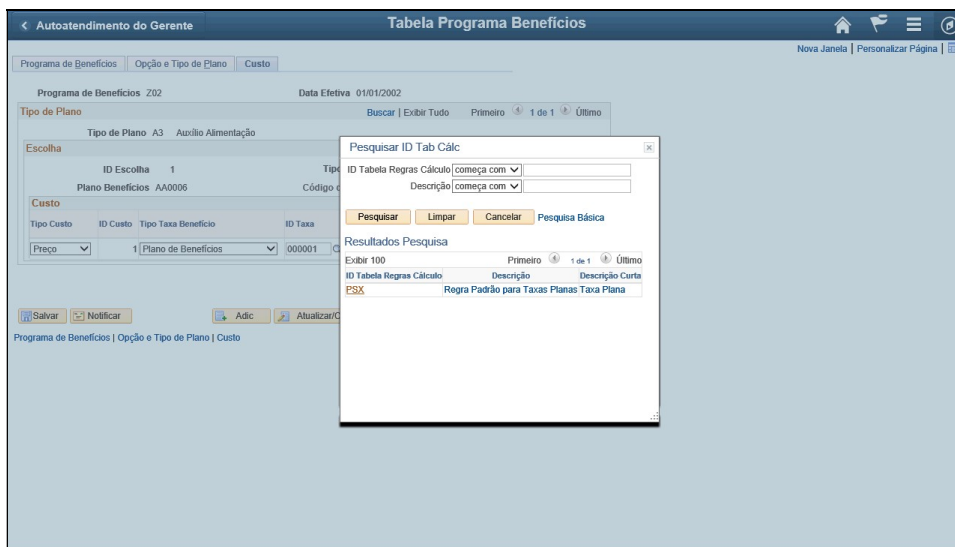 Autoatendimento do Gerente
Tabela Programa Benefícios
Nova Janela | Personalizar Página |
Programa de Benefícios Opção e Tipo de Plano Custo
Programa de Benefícios Z02 Data Efetiva 01/01/2002
Tipo de Plano Buscar | Exibir Tudo Primeiro 1 de 1 Último
Tipo de Plano A3 Auxílio Alimentação
Escolha
ID Escolha 1
Plano Benefícios AA0006 Código
Custo
Tipo Custo ID Custo Tipo Taxa Benefício ID Taxa
Preço 1 Plano de Benefícios 000001
Salvar Notificar Adic Atualizar/
Programa de Benefícios | Opção e Tipo de Plano | Custo
Pesquisar ID Tab Cálc
ID Tabela Regras Cálculo começa com
Descrição começa com
Pesquisar Limpar Cancelar Pesquisa Básica
Resultados Pesquisa
Exibir 100 Primeiro 1 de 1 Último
ID Tabela Regras Cálculo Descrição Descrição Curta
PSX Regra Padrão para Taxas Planas Taxa Plana